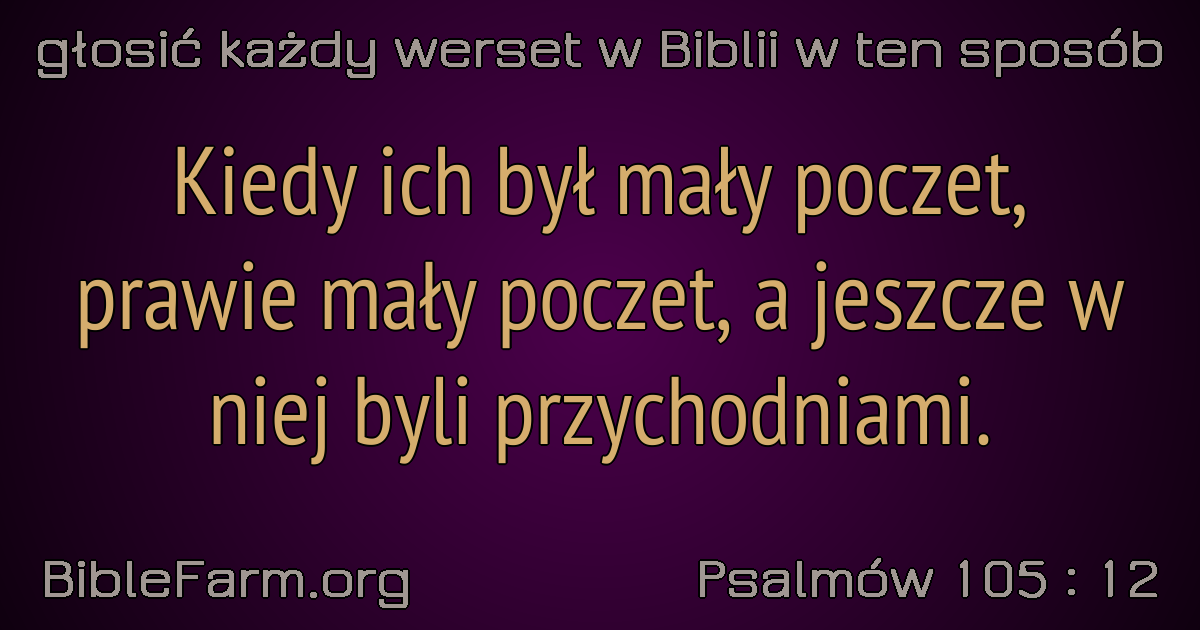 głosić każdy werset w Biblii w ten sposób
Kiedy ich był mały poczet,
prawie mały poczet, a jeszcze w
niej byli przychodniami.
BibleFarm.org
Psalmów 105 : 12